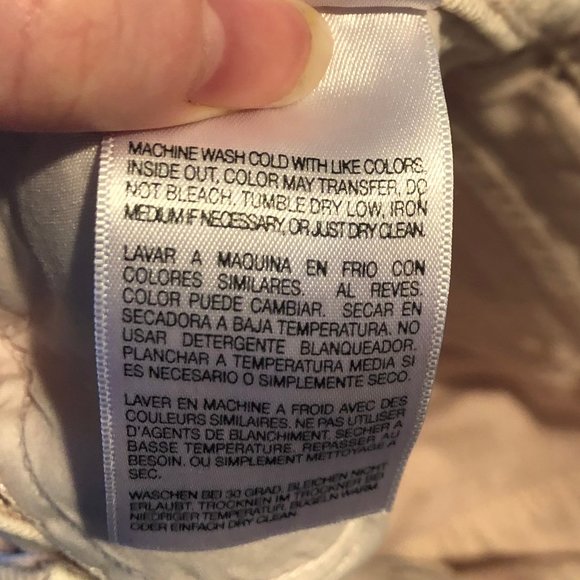 MACHINE WASH COLD WITH LIKE COLORS.
INSIDE OUT, COLOR MAY TRANSFER, DO
NOT BLEACH, TUMBLE DRY LOW, IRON
MEDIUM IF NECESSARY, OR JUST DRY CLEAN.
LAVAR A MAQUINA EN FRIO CON
COLORES SIMILARES. AL REVES.
COLOR PUEDE CAMBIAR. SECAR EN
SECADORA A BAJA TEMPERATURA. NO
USAR DETERGENTE BLANQUEADOR.
PLANCHAR A TEMPERATURA MEDIA SI
ES NECESARIO O SIMPLEMENTE SECO.
LAVER EN MACHINE A FROID AVEC DES
COULEURS SIMILAIRES. NE PAS UTILISER
D'AGENTS DE BLANCHIMENT. SECHER A
BASSE TEMPERATURE. REPASSER AU
BESOIN. OU SIMPLEMENT METTOYAGE A
SEC.
WASCHEN BEI 30 GRAD, BLEICHEN NICHT
ERLAUBT. TROCKNEN IM TROCKNER BEI
NIEDRIGER TEMPERATUR, BUGELN WARM
ODER EINFACH DRY CLEAN